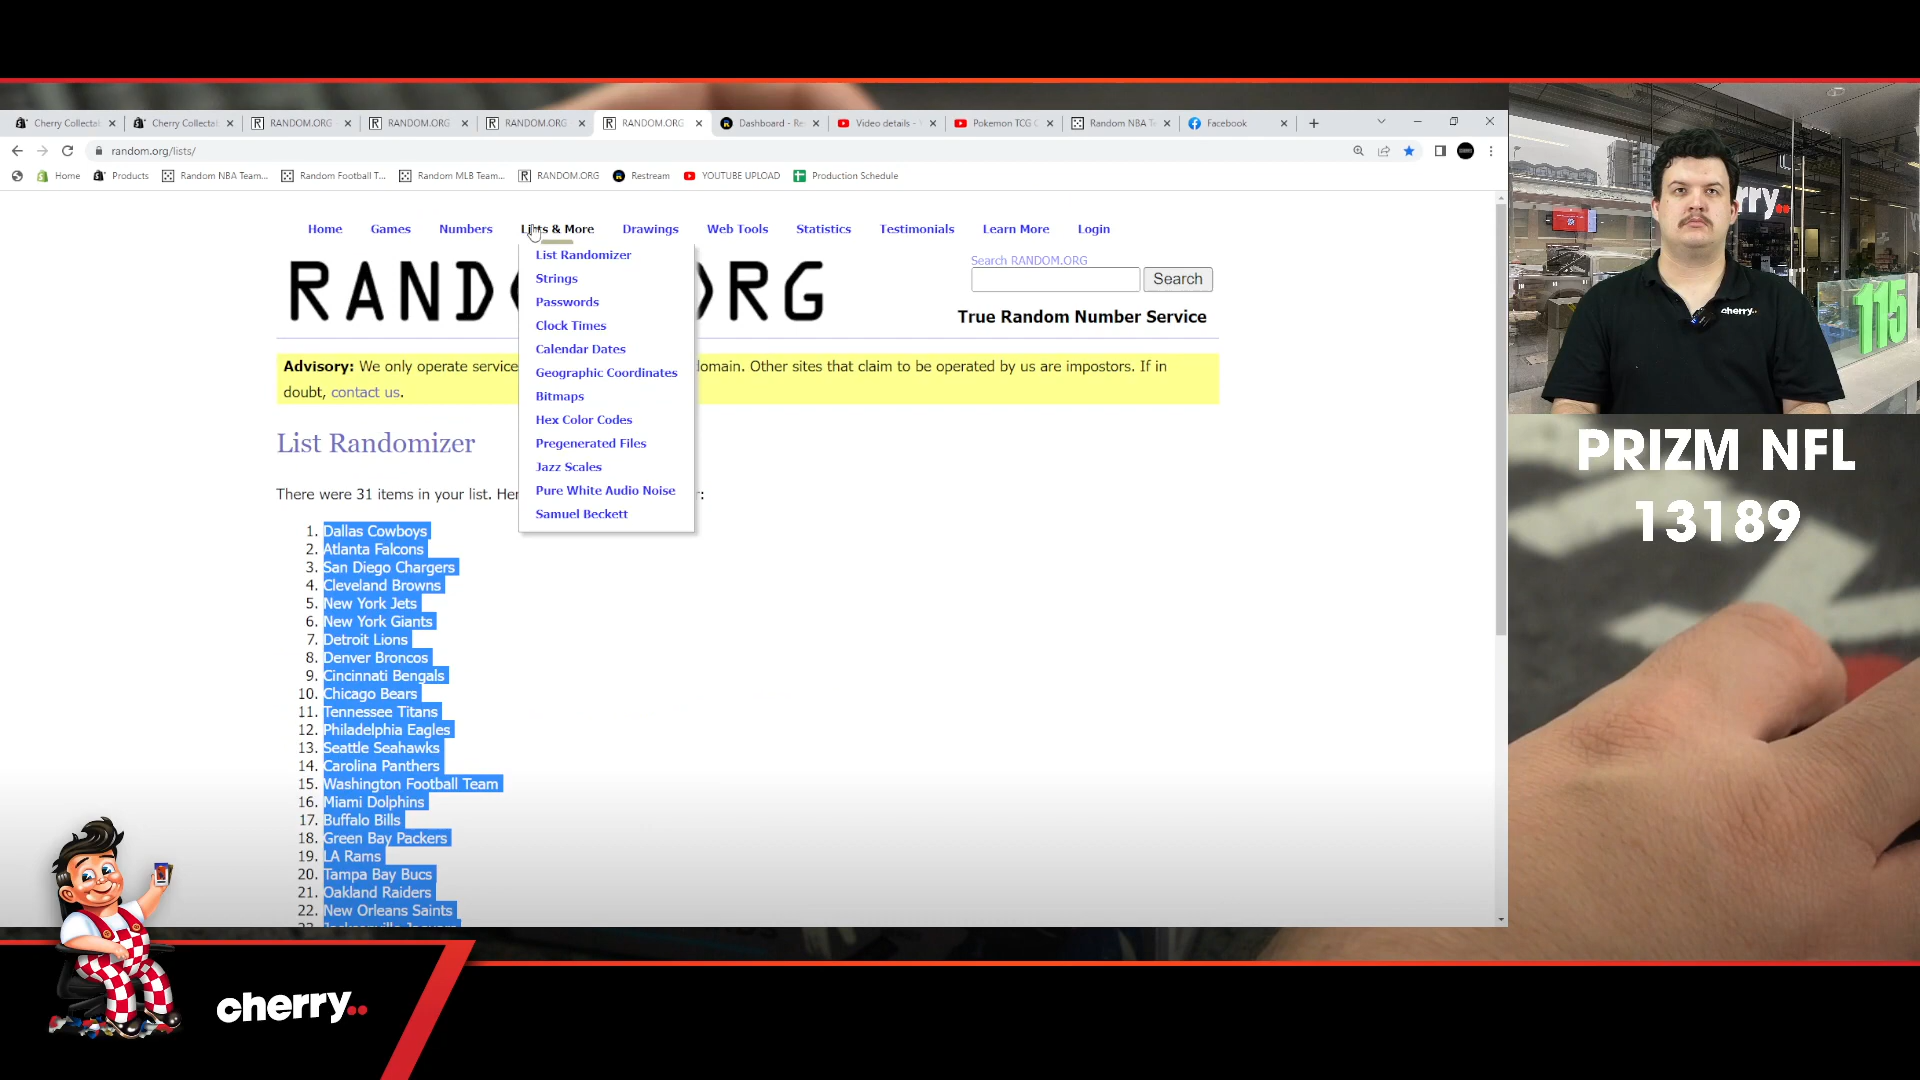 Cherry Collecta
Cherry Collecta
RANDOM.ORG
RANDOM.ORG
RANDOM.ORG
RANDOM.ORG
Dashboard - Re
Video details -
Pokemon TCG
Random NBA Te
Facebook
random.org/lists/
Home
Products
Random NBA Team...
Random Football T...
Random MLB Team...
RANDOM.ORG
Restream
YOUTUBE UPLOAD
Production Schedule
Home Games Numbers Lists & More Drawings Web Tools Statistics Testimonials Learn More Login
List Randomizer
Strings
Passwords
Clock Times
Calendar Dates
Geographic Coordinates
Bitmaps
Hex Color Codes
Pregenerated Files
Jazz Scales
Pure White Audio Noise
Samuel Beckett
RAND RG
Search RANDOM.ORG
Search
True Random Number Service
Advisory: We only operate service omain. Other sites that claim to be operated by us are impostors. If in
doubt, contact us.
List Randomizer
There were 31 items in your list. Her :
1. Dallas Cowboys
2. Atlanta Falcons
3. San Diego Chargers
4. Cleveland Browns
5. New York Jets
6. New York Giants
7. Detroit Lions
8. Denver Broncos
9. Cincinnati Bengals
10. Chicago Bears
11. Tennessee Titans
12. Philadelphia Eagles
13. Seattle Seahawks
14. Carolina Panthers
15. Washington Football Team
16. Miami Dolphins
17. Buffalo Bills
18. Green Bay Packers
19. LA Rams
20. Tampa Bay Bucs
21. Oakland Raiders
22. New Orleans Saints
rry..
cherry..
115
PRIZM NFL
13189
cherry..